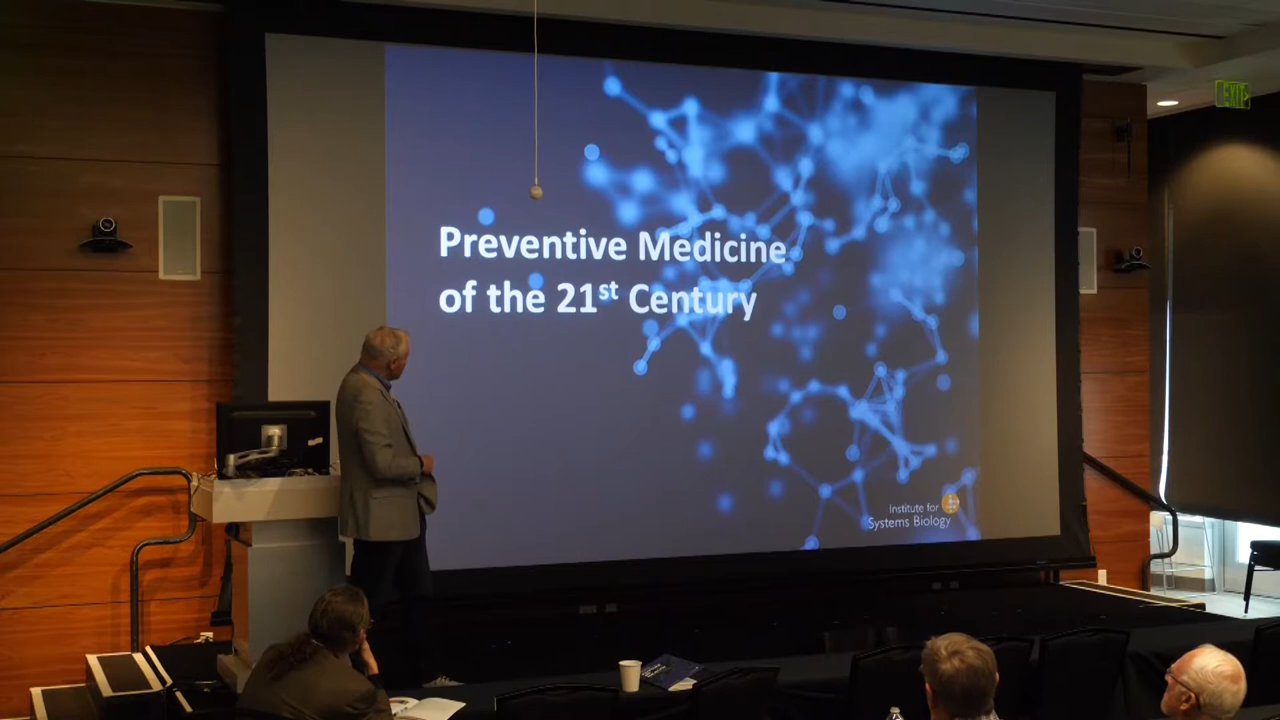 EXIT
Preventive Medicine
of the 21st Century
Institute for
Systems Biology